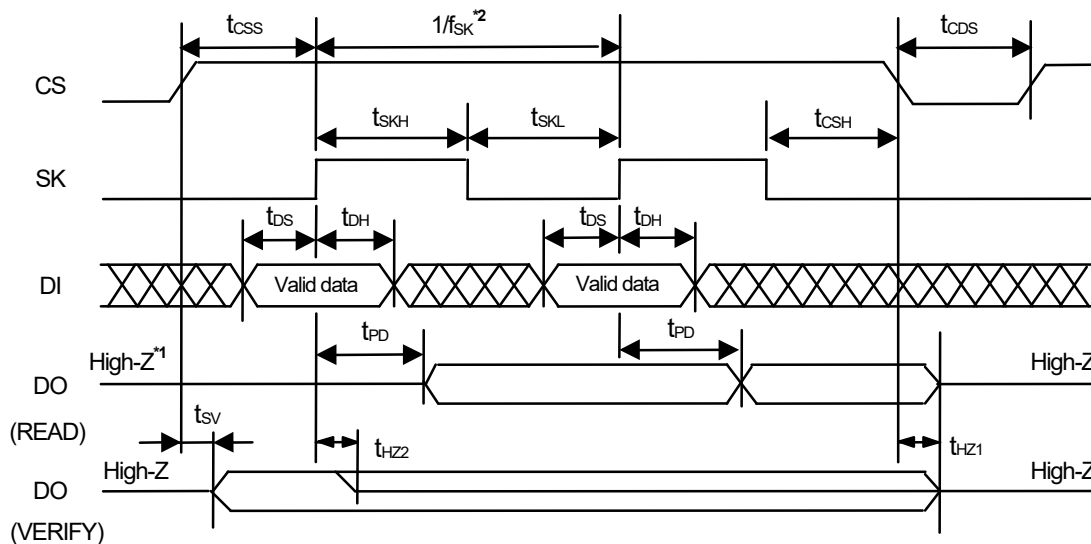 tCSS 1/fSK*2 tCDS
CS
tSKH tSKL tCSH
SK
tDS tDH tDS tDH
DI Valid data Valid data
tPD tPD
High-Z*1 High-Z
DO
(READ)
tSV tHZ2 tHZ1
High-Z High-Z
DO
(VERIFY)